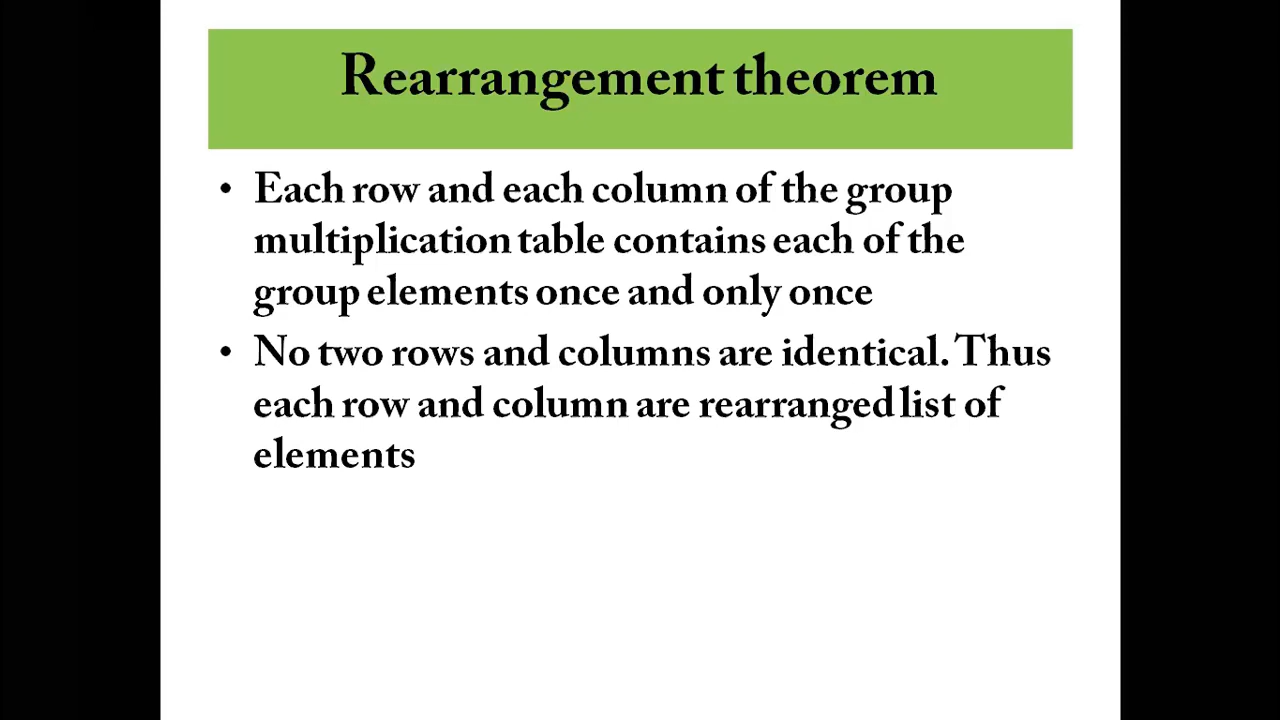 Rearrangement theorem
• Each row and each column of the group
multiplication table contains each of the
group elements once and only once
• No two rows and columns are identical. Thus
each row and column are rearranged list of
elements